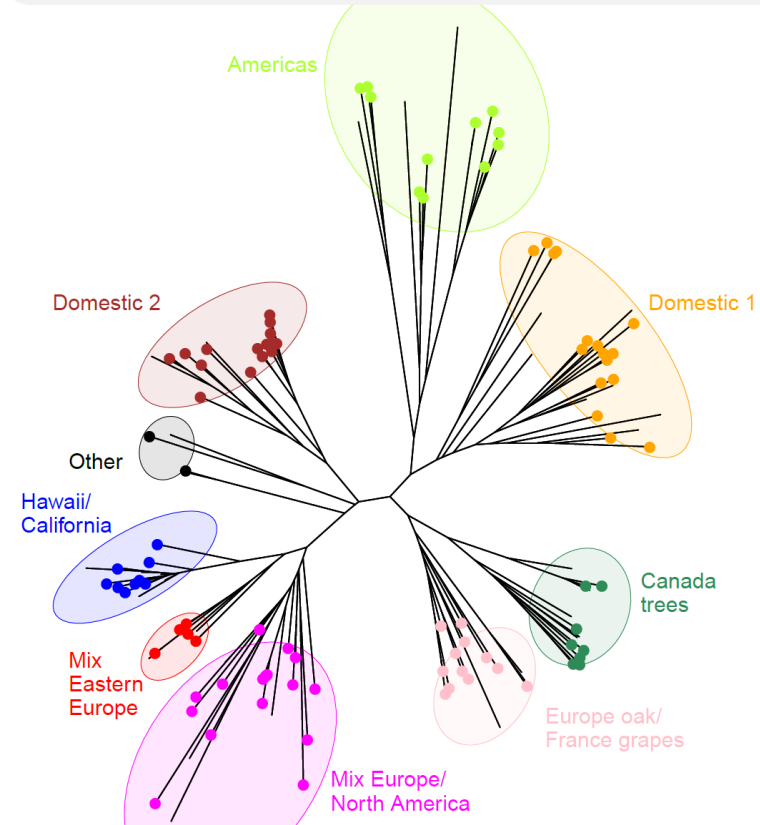 Americas
Domestic 2
Domestic 1
Other
Hawaii/
California
Canada
trees
Mix
Eastern
Europe
Europe oak/
France grapes
Mix Europe/
North America